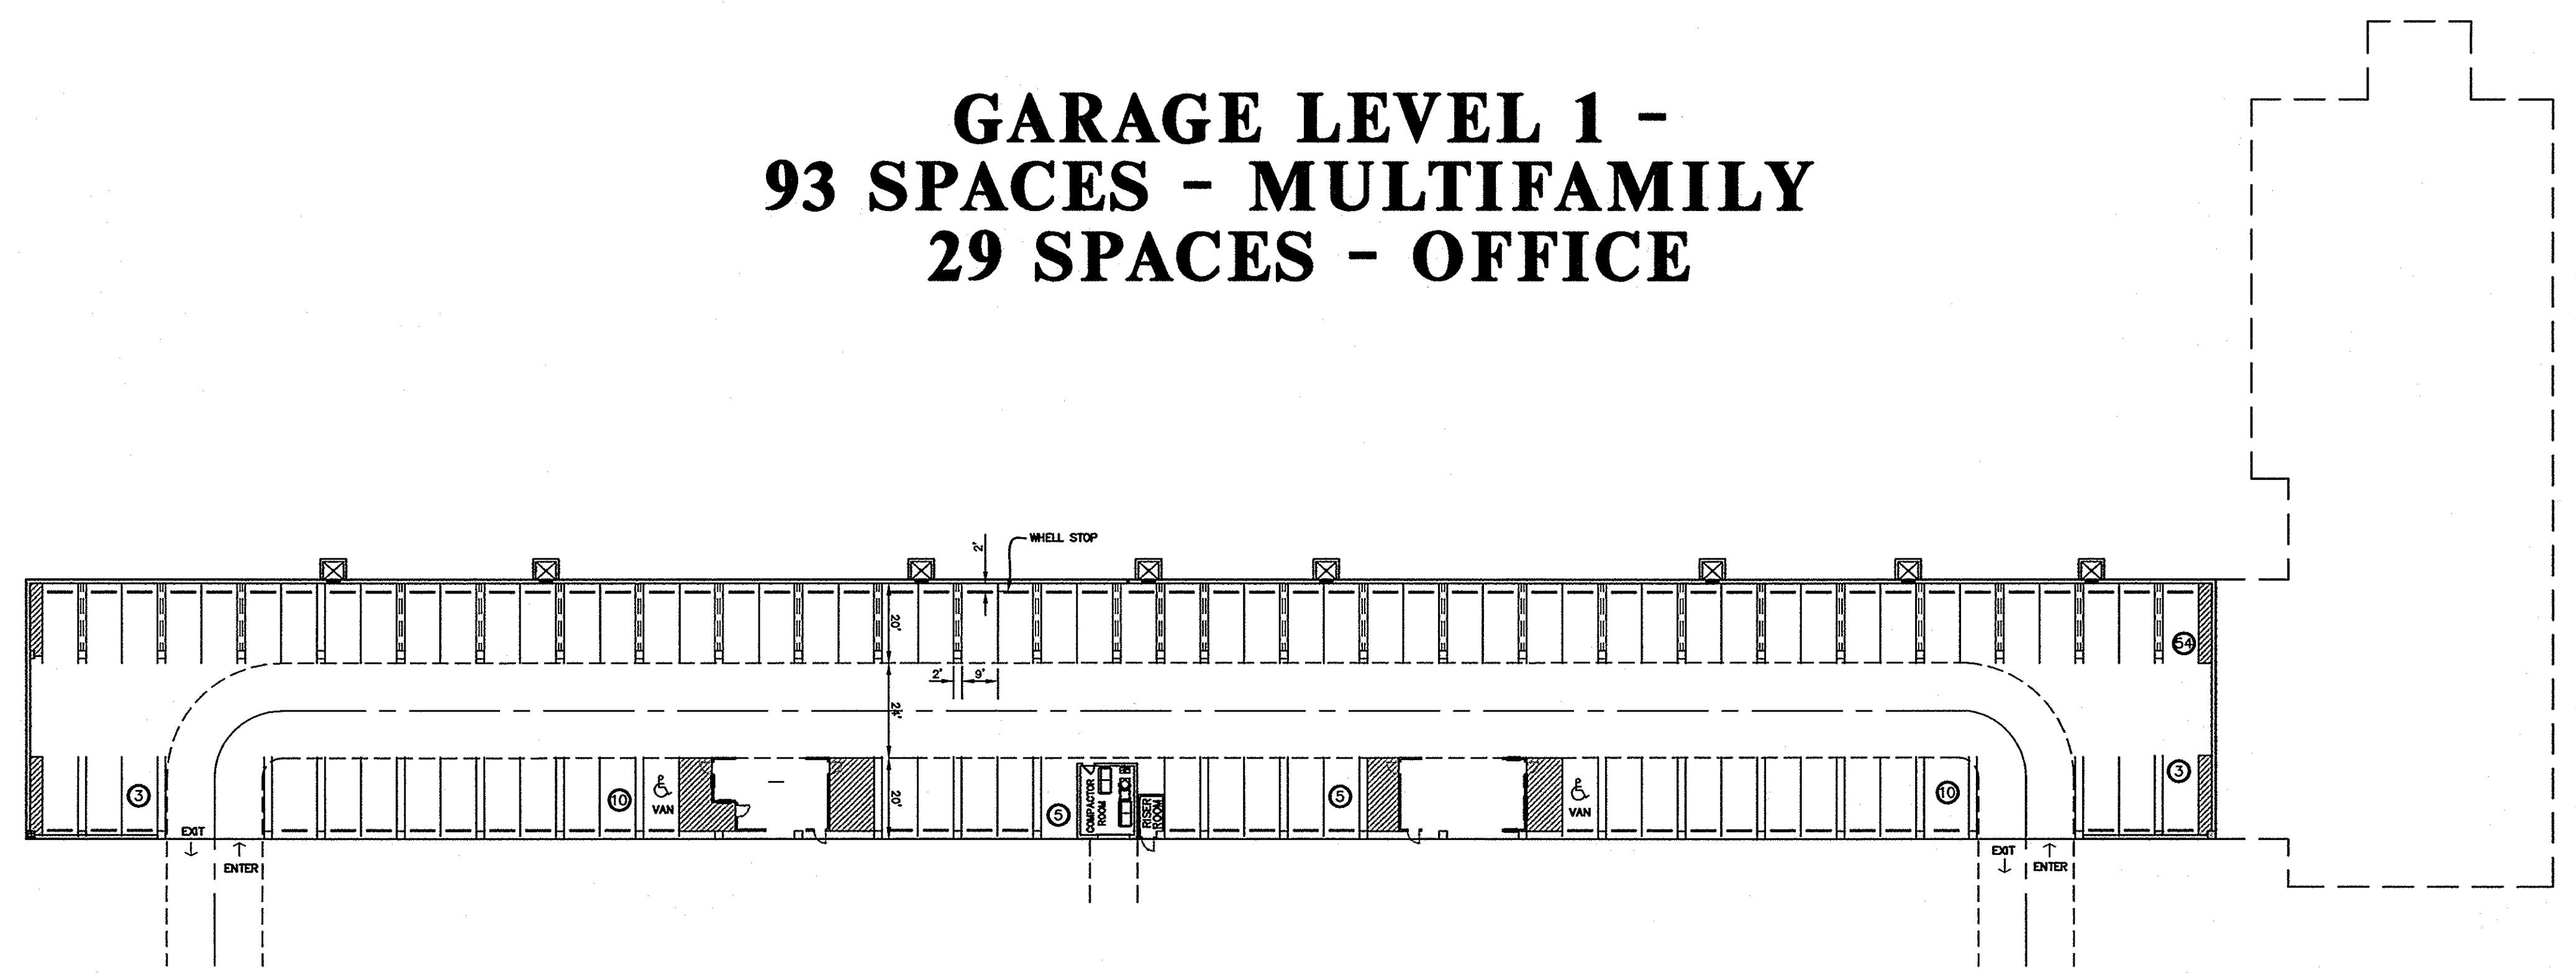 GARAGE LEVEL 1 -
93 SPACES - MULTIFAMILY
29 SPACES - OFFICE
2'
WHELL STOP
20'
54
2'
9'
24'
3
10
VAN
20'
5
COMPACTOR
ROOM
RISER
ROOM
5
VAN
10
3
EXIT
ENTER
EXIT
ENTER